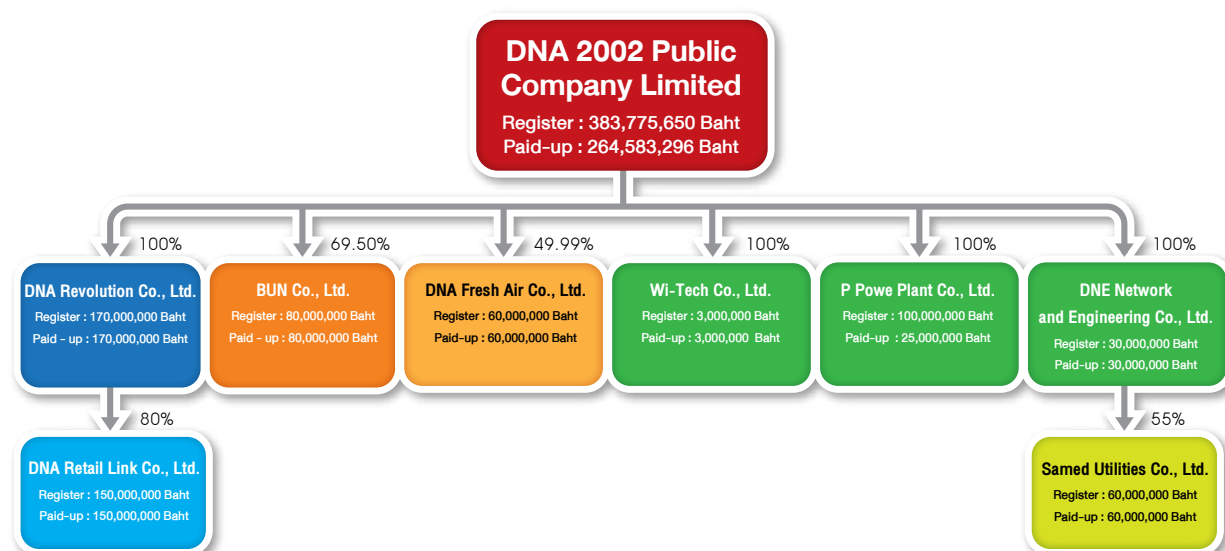 DNA 2002 Public
Company Limited
Register : 383,775,650 Baht
Paid-up : 264,583,296 Baht
100%
69.50%
49.99%
100%
100%
100%
DNA Revolution Co., Ltd.
Register : 170,000,000 Baht
Paid - up : 170,000,000 Baht
BUN Co., Ltd.
Register : 80,000,000 Baht
Paid - up : 80,000,000 Baht
DNA Fresh Air Co., Ltd.
Register : 60,000,000 Baht
Paid-up : 60,000,000 Baht
Wi-Tech Co., Ltd.
Register : 3,000,000 Baht
Paid-up : 3,000,000 Baht
P Powe Plant Co., Ltd.
Register : 100,000,000 Baht
Paid-up : 25,000,000 Baht
DNE Network
and Engineering Co., Ltd.
Register : 30,000,000 Baht
Paid-up : 30,000,000 Baht
80%
55%
DNA Retail Link Co., Ltd.
Register : 150,000,000 Baht
Paid-up : 150,000,000 Baht
Samed Utilities Co., Ltd.
Register : 60,000,000 Baht
Paid-up : 60,000,000 Baht